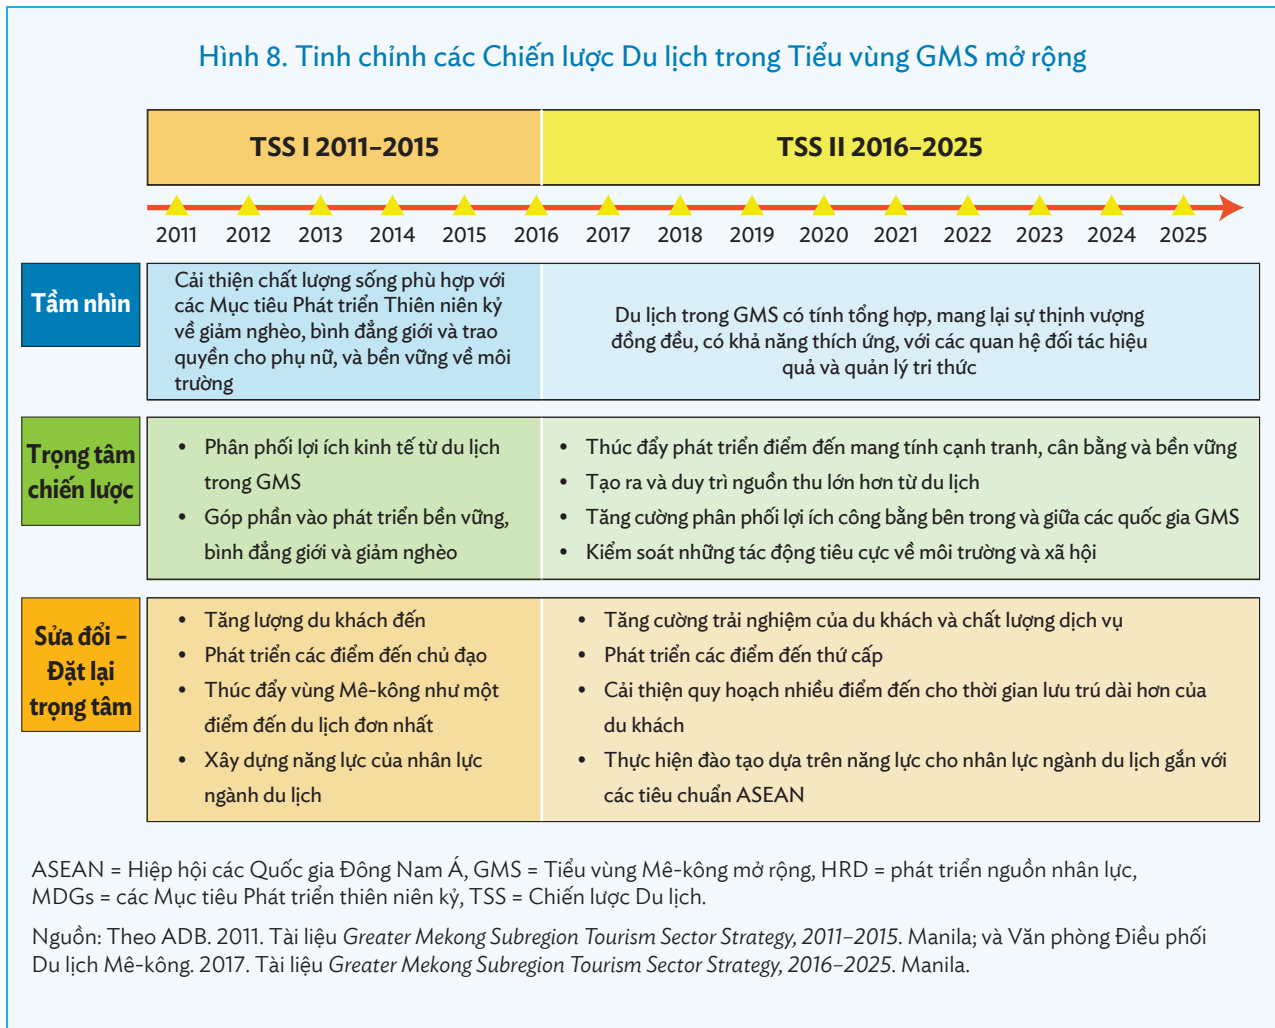 Hình 8. Tinh chỉnh các Chiến lược Du lịch trong Tiểu vùng GMS mở rộng
TSS I 2011–2015
TSS II 2016–2025
2011 2012 2013 2014 2015 2016 2017 2018 2019 2020 2021 2022 2023 2024 2025
Tầm nhìn
Cải thiện chất lượng sống phù hợp với
các Mục tiêu Phát triển Thiên niên kỷ
về giảm nghèo, bình đẳng giới và trao
quyền cho phụ nữ, và bền vững về môi
trường
Du lịch trong GMS có tính tổng hợp, mang lại sự thịnh vượng
đồng đều, có khả năng thích ứng, với các quan hệ đối tác hiệu
quả và quản lý tri thức
Trọng tâm
chiến lược
• Phân phối lợi ích kinh tế từ du lịch
trong GMS
• Góp phần vào phát triển bền vững,
bình đẳng giới và giảm nghèo
• Thúc đẩy phát triển điểm đến mang tính cạnh tranh, cân bằng và bền vững
• Tạo ra và duy trì nguồn thu lớn hơn từ du lịch
• Tăng cường phân phối lợi ích công bằng bên trong và giữa các quốc gia GMS
• Kiểm soát những tác động tiêu cực về môi trường và xã hội
Sửa đổi –
Đặt lại
trọng tâm
• Tăng lượng du khách đến
• Phát triển các điểm đến chủ đạo
• Thúc đẩy vùng Mê-kông như một
điểm đến du lịch đơn nhất
• Xây dựng năng lực của nhân lực
ngành du lịch
• Tăng cường trải nghiệm của du khách và chất lượng dịch vụ
• Phát triển các điểm đến thứ cấp
• Cải thiện quy hoạch nhiều điểm đến cho thời gian lưu trú dài hơn của
du khách
• Thực hiện đào tạo dựa trên năng lực cho nhân lực ngành du lịch gắn với
các tiêu chuẩn ASEAN
ASEAN = Hiệp hội các Quốc gia Đông Nam Á, GMS = Tiểu vùng Mê-kông mở rộng, HRD = phát triển nguồn nhân lực,
MDGs = các Mục tiêu Phát triển thiên niên kỷ, TSS = Chiến lược Du lịch.
Nguồn: Theo ADB. 2011. Tài liệu Greater Mekong Subregion Tourism Sector Strategy, 2011–2015. Manila; và Văn phòng Điều phối
Du lịch Mê-kông. 2017. Tài liệu Greater Mekong Subregion Tourism Sector Strategy, 2016–2025. Manila.